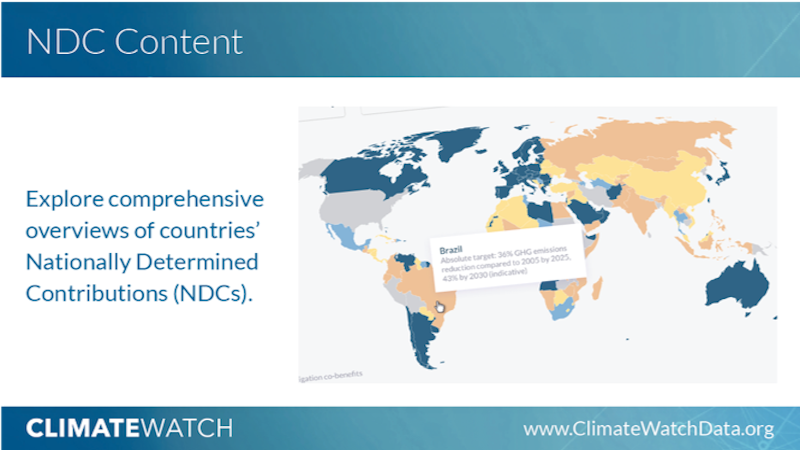 NDC Content
Explore comprehensive
overviews of countries’
Nationally Determined
Contributions (NDCs).
Brazil
Absolute target: 36% GHG emissions
reduction compared to 2005 by 2025,
43% by 2030 (indicative)
igation co-benefits
CLIMATEWATCH
www.ClimateWatchData.org